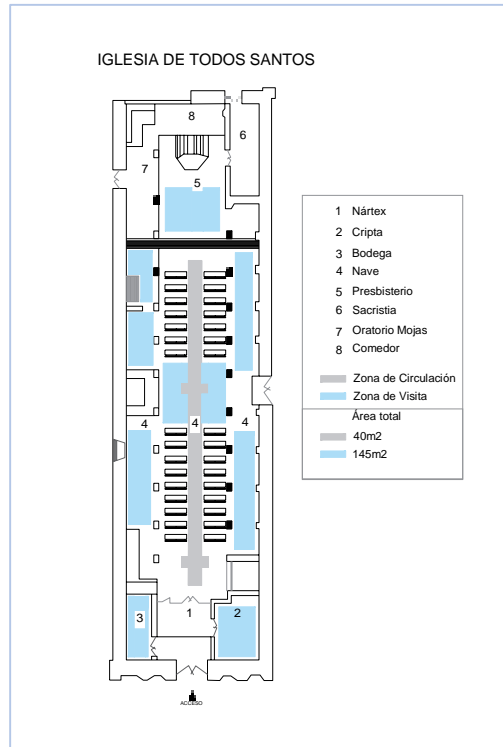 IGLESIA DE TODOS SANTOS
8
6
7
5
4
4
4
3
1
2
ACCESO
1 Nártex
2 Cripta
3 Bodega
4 Nave
5 Presbisterio
6 Sacristia
7 Oratorio Mojas
8 Comedor
Zona de Circulación
Zona de Visita
Área total
40m2
145m2